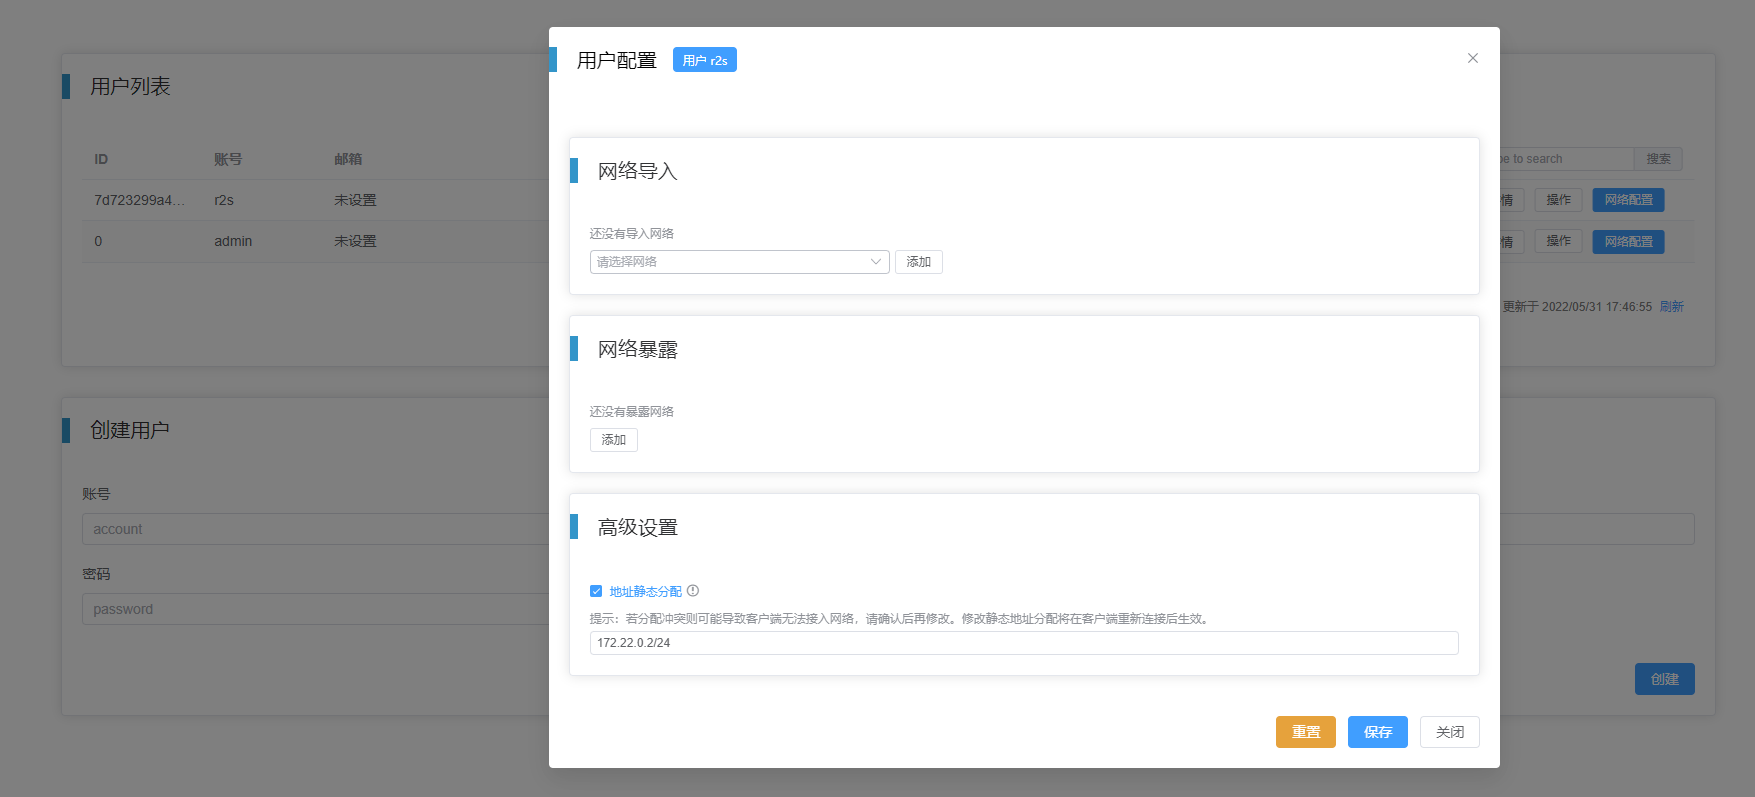 用户列表
ID 账号 邮箱
7d723299a4... r2s 未设置
0 admin 未设置
创建用户
账号
account
密码
password
用户配置 用户 r2s
网络导入
还没有导入网络
请选择网络 添加
网络暴露
还没有暴露网络
添加
高级设置
地址静态分配
提示：若分配冲突则可能导致客户端无法接入网络，请确认后再修改。修改静态地址分配将在客户端重新连接后生效。
172.22.0.2/24
重置 保存 关闭
to search 搜索
情 操作 网络配置
情 操作 网络配置
更新于 2022/05/31 17:46:55 刷新
创建